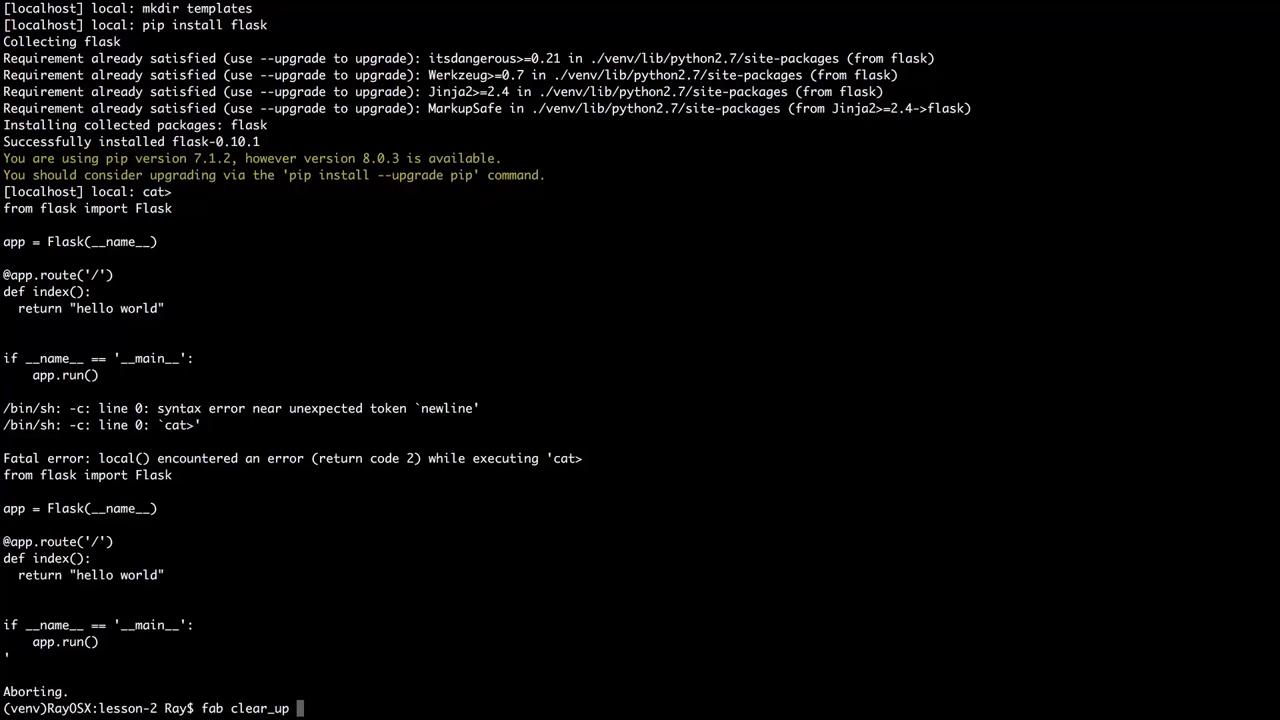 [localhost] local: mkdir templates
[localhost] local: pip install flask
Collecting flask
Requirement already satisfied (use --upgrade to upgrade): itsdangerous>=0.21 in ./venv/lib/python2.7/site-packages (from flask)
Requirement already satisfied (use --upgrade to upgrade): Werkzeug>=0.7 in ./venv/lib/python2.7/site-packages (from flask)
Requirement already satisfied (use --upgrade to upgrade): Jinja2>=2.4 in ./venv/lib/python2.7/site-packages (from flask)
Requirement already satisfied (use --upgrade to upgrade): MarkupSafe in ./venv/lib/python2.7/site-packages (from Jinja2>=2.4->flask)
Installing collected packages: flask
Successfully installed flask-0.10.1
You are using pip version 7.1.2, however version 8.0.3 is available.
You should consider upgrading via the 'pip install --upgrade pip' command.
[localhost] local: cat>
from flask import Flask

app = Flask(__name__)

@app.route('/')
def index():
  return "hello world"


if __name__ == '__main__':
    app.run()

/bin/sh: -c: line 0: syntax error near unexpected token `newline'
/bin/sh: -c: line 0: `cat>'

Fatal error: local() encountered an error (return code 2) while executing 'cat>
from flask import Flask

app = Flask(__name__)

@app.route('/')
def index():
  return "hello world"


if __name__ == '__main__':
    app.run()
'

Aborting.
(venv)RayOSX:lesson-2 Ray$ fab clear_up